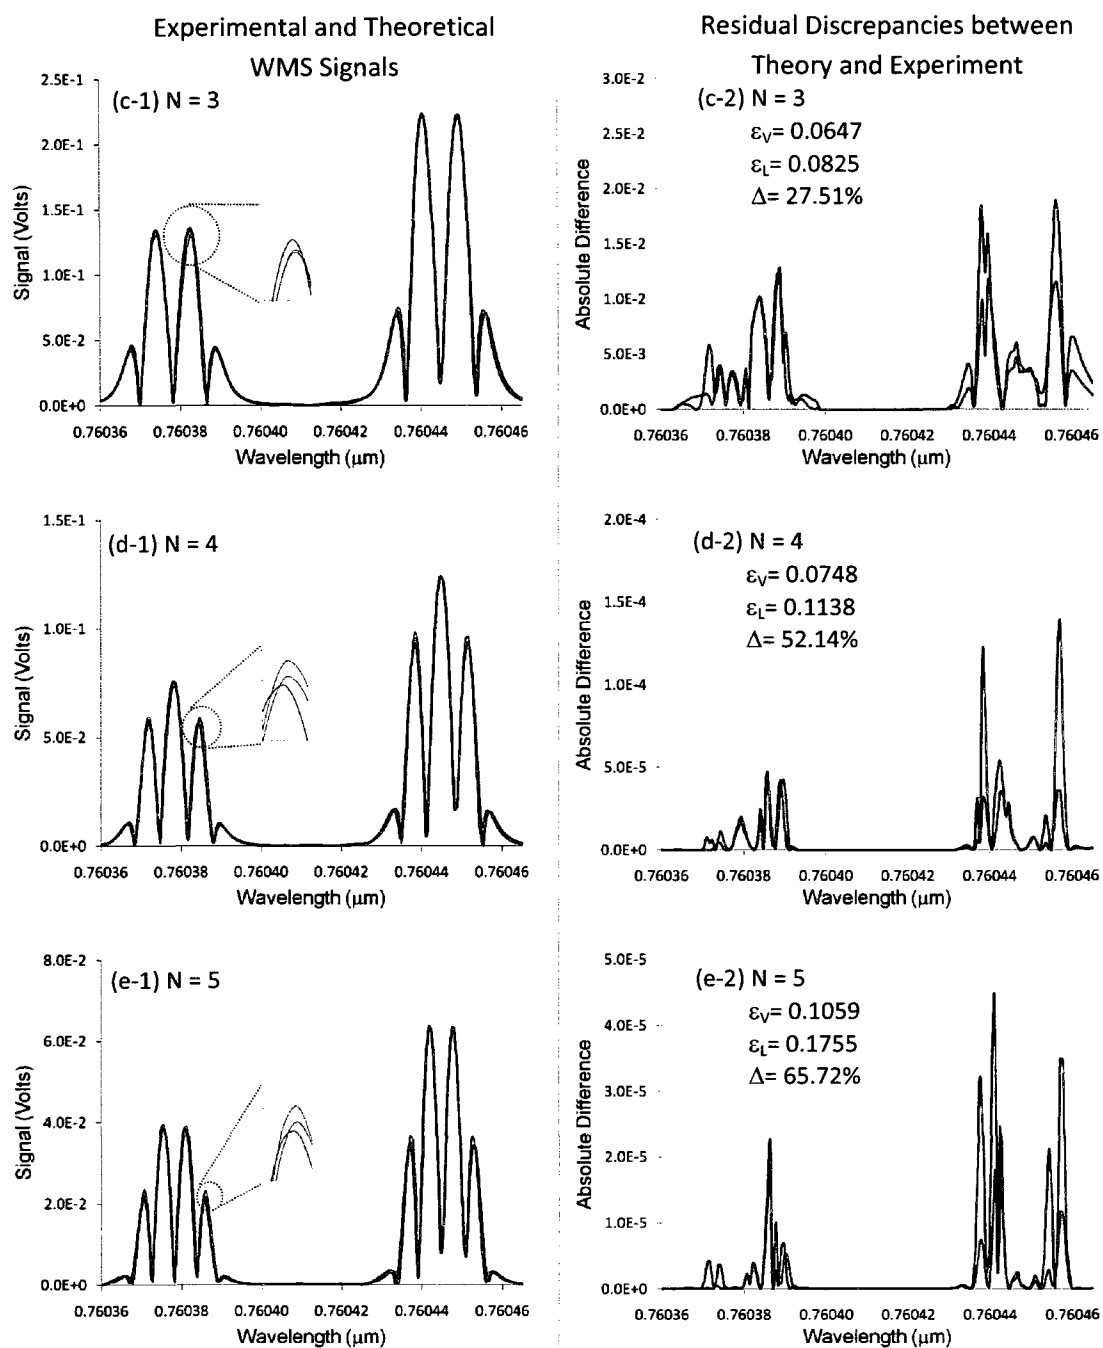 Experimental and Theoretical
WMS Signals
Residual Discrepancies between
Theory and Experiment
(c-1) N = 3
2.5E-1
2.0E-1
1.5E-1
1.0E-1
5.0E-2
0.0E+0
Signal (Volts)
0.76036 0.76038 0.76040 0.76042 0.76044 0.76046
Wavelength (μm)
(c-2) N = 3
εV= 0.0647
εL= 0.0825
Δ= 27.51%
3.0E-2
2.5E-2
2.0E-2
1.5E-2
1.0E-2
5.0E-3
0.0E+0
Absolute Difference
0.76036 0.76038 0.76040 0.76042 0.76044 0.76046
Wavelength (μm)
(d-1) N = 4
1.5E-1
1.0E-1
5.0E-2
0.0E+0
Signal (Volts)
0.76036 0.76038 0.76040 0.76042 0.76044 0.76046
Wavelength (μm)
(d-2) N = 4
εV= 0.0748
εL= 0.1138
Δ= 52.14%
2.0E-4
1.5E-4
1.0E-4
5.0E-5
0.0E+0
Absolute Difference
0.76036 0.76038 0.76040 0.76042 0.76044 0.76046
Wavelength (μm)
(e-1) N = 5
8.0E-2
6.0E-2
4.0E-2
2.0E-2
0.0E+0
Signal (Volts)
0.76036 0.76038 0.76040 0.76042 0.76044 0.76046
Wavelength (μm)
(e-2) N = 5
εV= 0.1059
εL= 0.1755
Δ= 65.72%
5.0E-5
4.0E-5
3.0E-5
2.0E-5
1.0E-5
0.0E+0
Absolute Difference
0.76036 0.76038 0.76040 0.76042 0.76044 0.76046
Wavelength (μm)